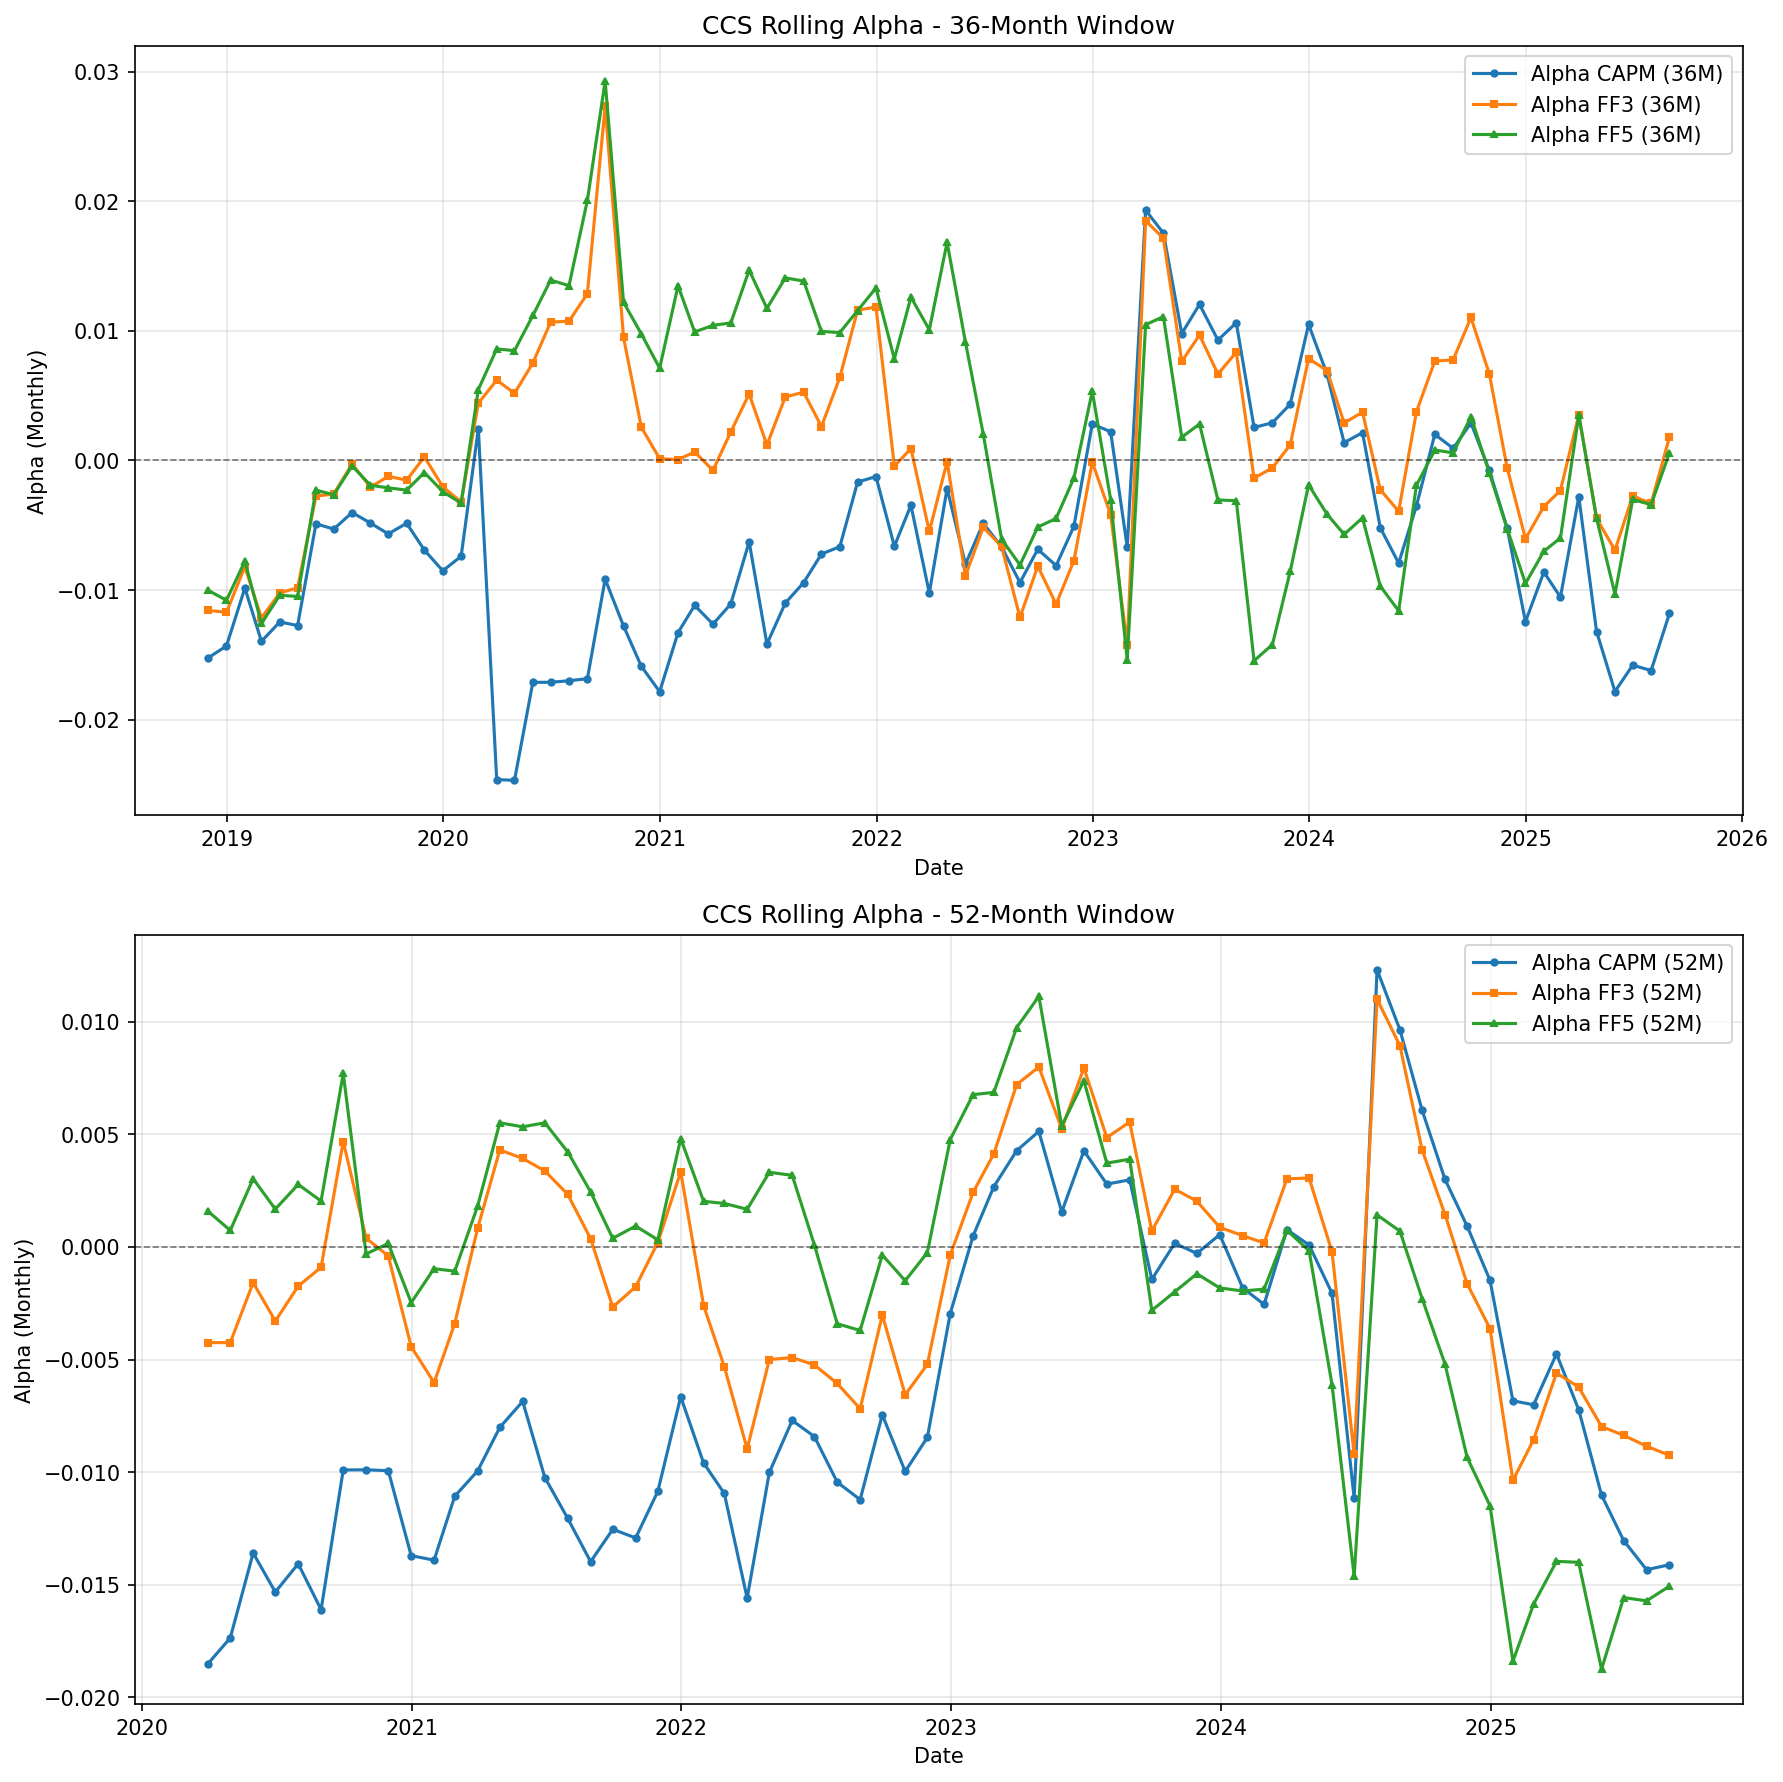 CCS Rolling Alpha - 36-Month Window
Alpha CAPM (36M)
Alpha FF3 (36M)
Alpha FF5 (36M)
Alpha (Monthly)
0.03
0.02
0.01
0.00
−0.01
−0.02
2019 2020 2021 2022 2023 2024 2025 2026
Date
CCS Rolling Alpha - 52-Month Window
Alpha CAPM (52M)
Alpha FF3 (52M)
Alpha FF5 (52M)
Alpha (Monthly)
0.010
0.005
0.000
−0.005
−0.010
−0.015
−0.020
2020 2021 2022 2023 2024 2025
Date